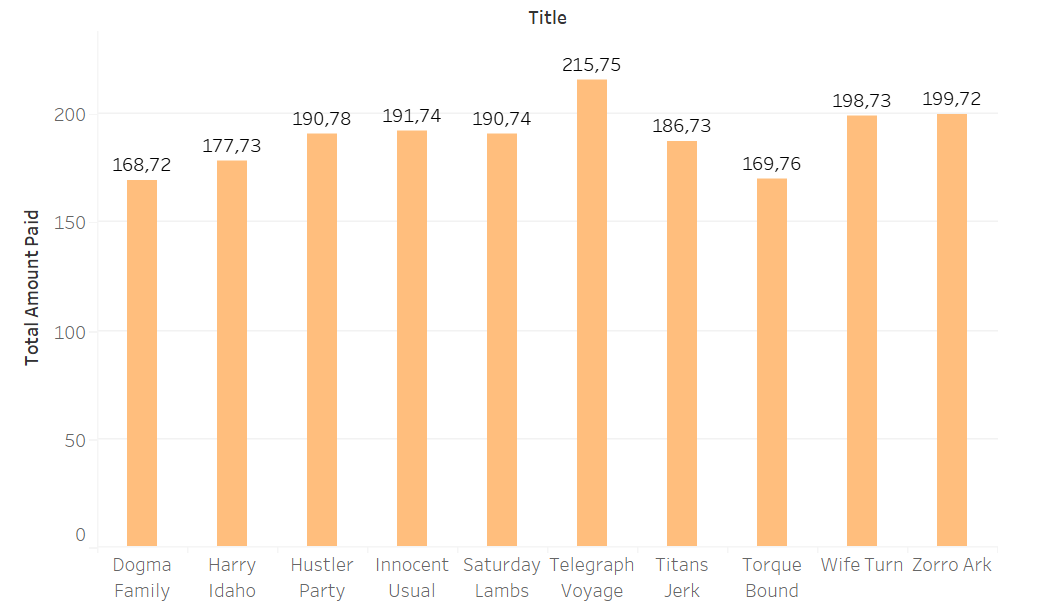 Title
Total Amount Paid
200
150
100
50
0
168,72
177,73
190,78
191,74
190,74
215,75
186,73
169,76
198,73
199,72
Dogma
Family
Harry
Idaho
Hustler
Party
Innocent
Usual
Saturday
Lambs
Telegraph
Voyage
Titans
Jerk
Torque
Bound
Wife Turn
Zorro Ark